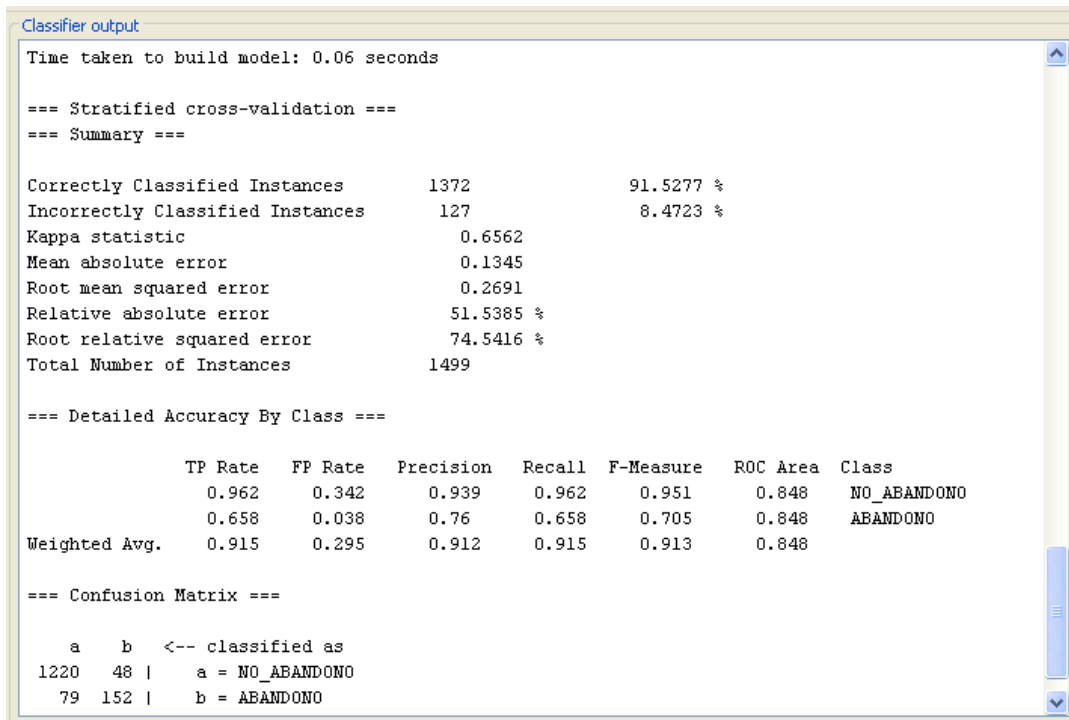 Classifier output
Time taken to build model: 0.06 seconds
=== Stratified cross-validation ===
=== Summary ===
Correctly Classified Instances 1372 91.5277 %
Incorrectly Classified Instances 127 8.4723 %
Kappa statistic 0.6562
Mean absolute error 0.1345
Root mean squared error 0.2691
Relative absolute error 51.5385 %
Root relative squared error 74.5416 %
Total Number of Instances 1499
=== Detailed Accuracy By Class ===
TP Rate FP Rate Precision Recall F-Measure ROC Area Class
0.962 0.342 0.939 0.962 0.951 0.848 NO_ABANDONO
0.658 0.038 0.76 0.658 0.705 0.848 ABANDONO
Weighted Avg. 0.915 0.295 0.912 0.915 0.913 0.848
=== Confusion Matrix ===
a b <-- classified as
1220 48 | a = NO_ABANDONO
79 152 | b = ABANDONO